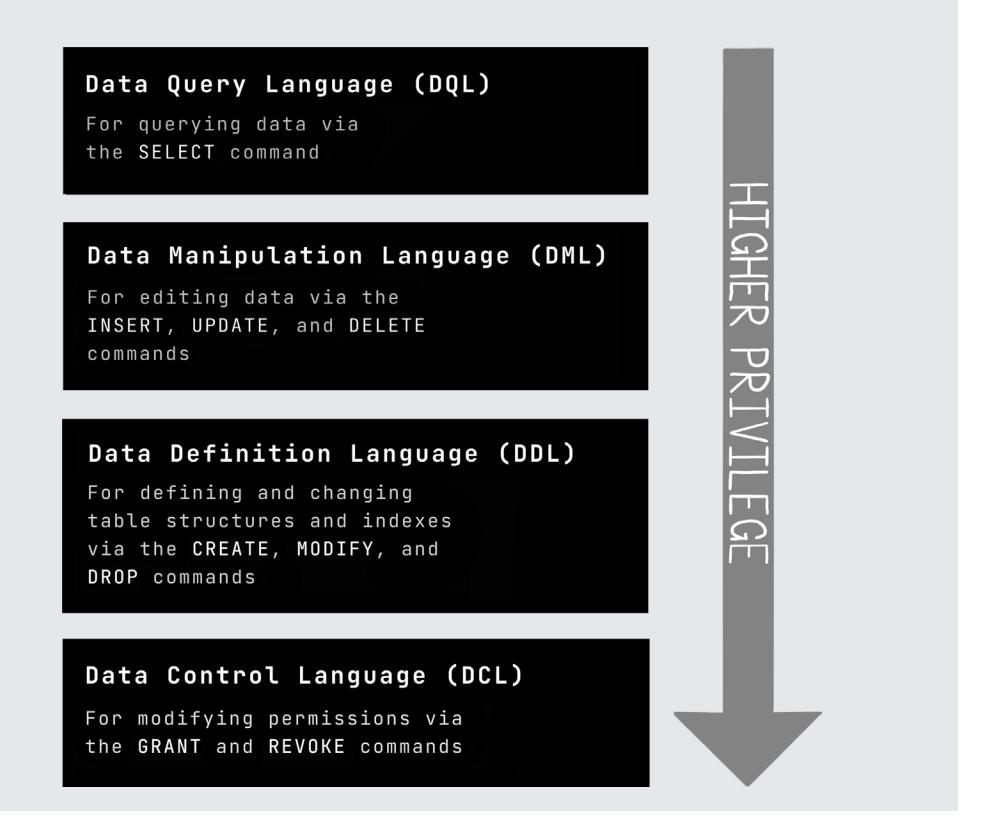 Data Query Language (DQL)
For querying data via
the SELECT command
Data Manipulation Language (DML)
For editing data via the
INSERT, UPDATE, and DELETE
commands
Data Definition Language (DDL)
For defining and changing
table structures and indexes
via the CREATE, MODIFY, and
DROP commands
Data Control Language (DCL)
For modifying permissions via
the GRANT and REVOKE commands
HIGHER PRIVILEGE